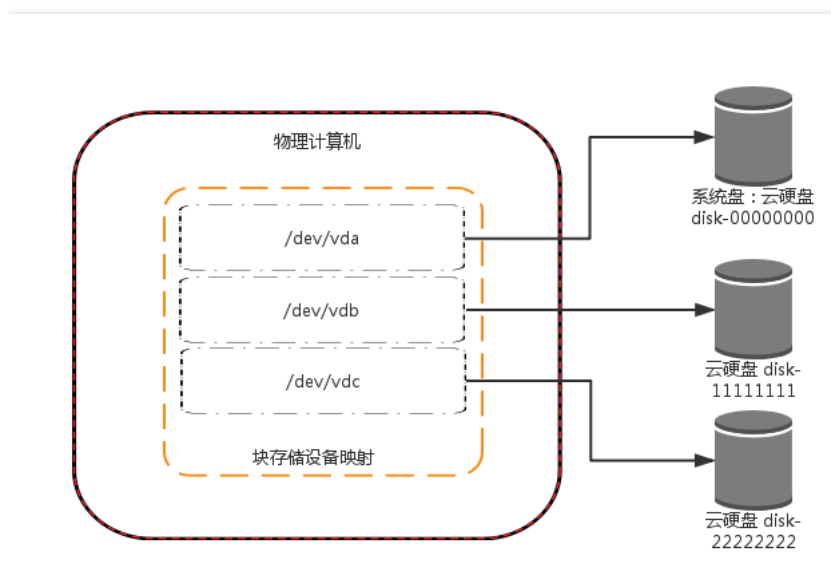 物理计算机
/dev/vda
/dev/vdb
/dev/vdc
块存储设备映射
系统盘：云硬盘
disk-00000000
云硬盘 disk-
11111111
云硬盘 disk-
22222222